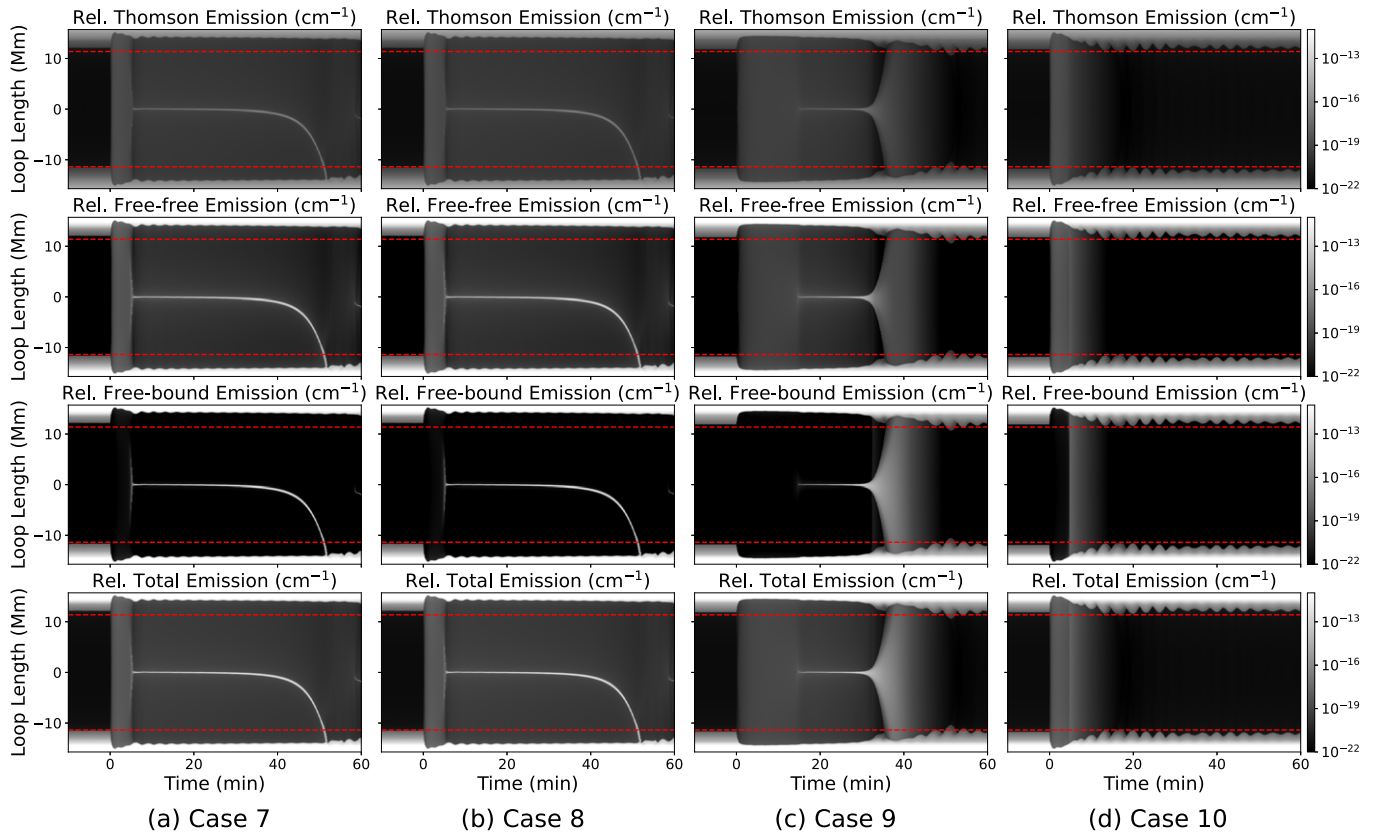 Rel. Thomson Emission (cm⁻¹) Rel. Thomson Emission (cm⁻¹) Rel. Thomson Emission (cm⁻¹) Rel. Thomson Emission (cm⁻¹)
Loop Length (Mm)
10
0
−10
10⁻¹³
10⁻¹⁶
10⁻¹⁹
10⁻²²
Rel. Free-free Emission (cm⁻¹) Rel. Free-free Emission (cm⁻¹) Rel. Free-free Emission (cm⁻¹) Rel. Free-free Emission (cm⁻¹)
Loop Length (Mm)
10
0
−10
10⁻¹³
10⁻¹⁶
10⁻¹⁹
10⁻²²
Rel. Free-bound Emission (cm⁻¹) Rel. Free-bound Emission (cm⁻¹) Rel. Free-bound Emission (cm⁻¹) Rel. Free-bound Emission (cm⁻¹)
Loop Length (Mm)
10
0
−10
10⁻¹³
10⁻¹⁶
10⁻¹⁹
10⁻²²
Rel. Total Emission (cm⁻¹) Rel. Total Emission (cm⁻¹) Rel. Total Emission (cm⁻¹) Rel. Total Emission (cm⁻¹)
Loop Length (Mm)
10
0
−10
10⁻¹³
10⁻¹⁶
10⁻¹⁹
10⁻²²
0 20 40 60 0 20 40 60 0 20 40 60 0 20 40 60
Time (min) Time (min) Time (min) Time (min)
(a) Case 7 (b) Case 8 (c) Case 9 (d) Case 10